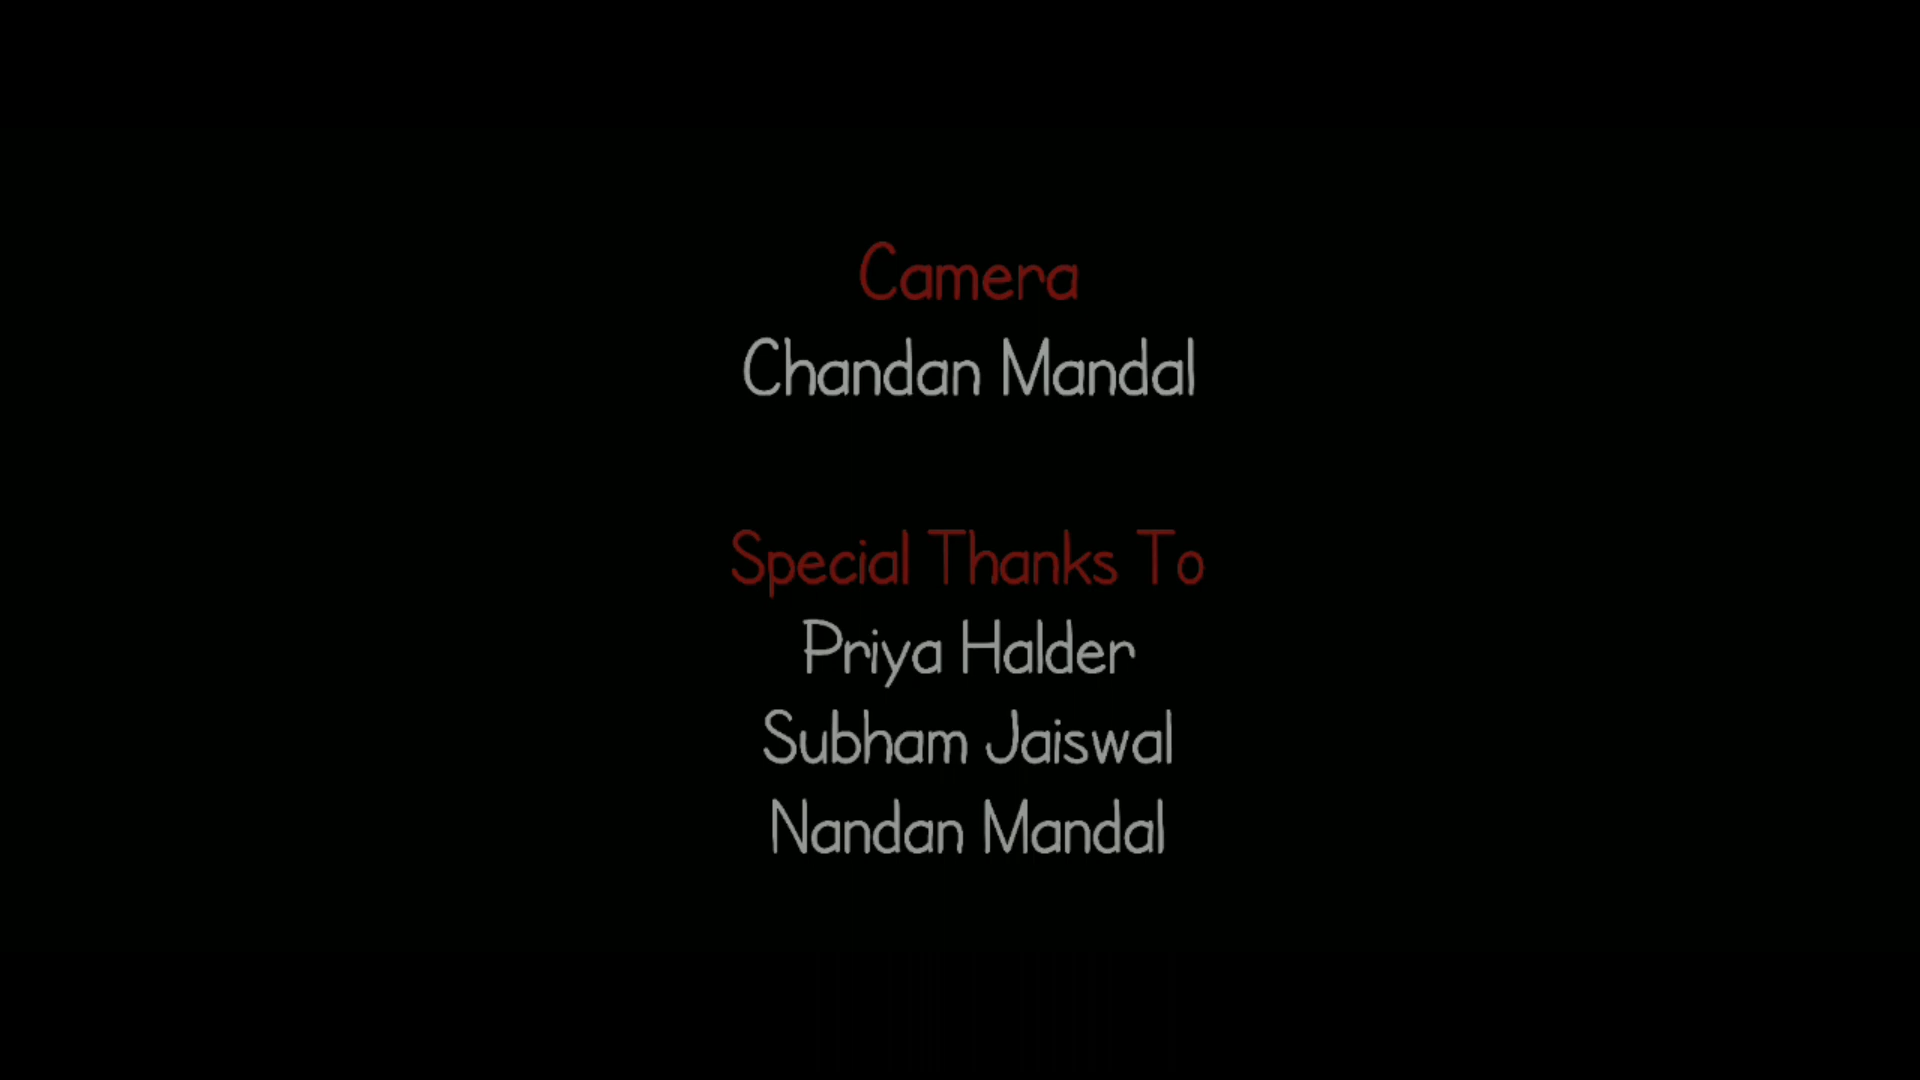 Camera
Chandan Mandal
Special Thanks To
Priya Halder
Subham Jaiswal
Nandan Mandal